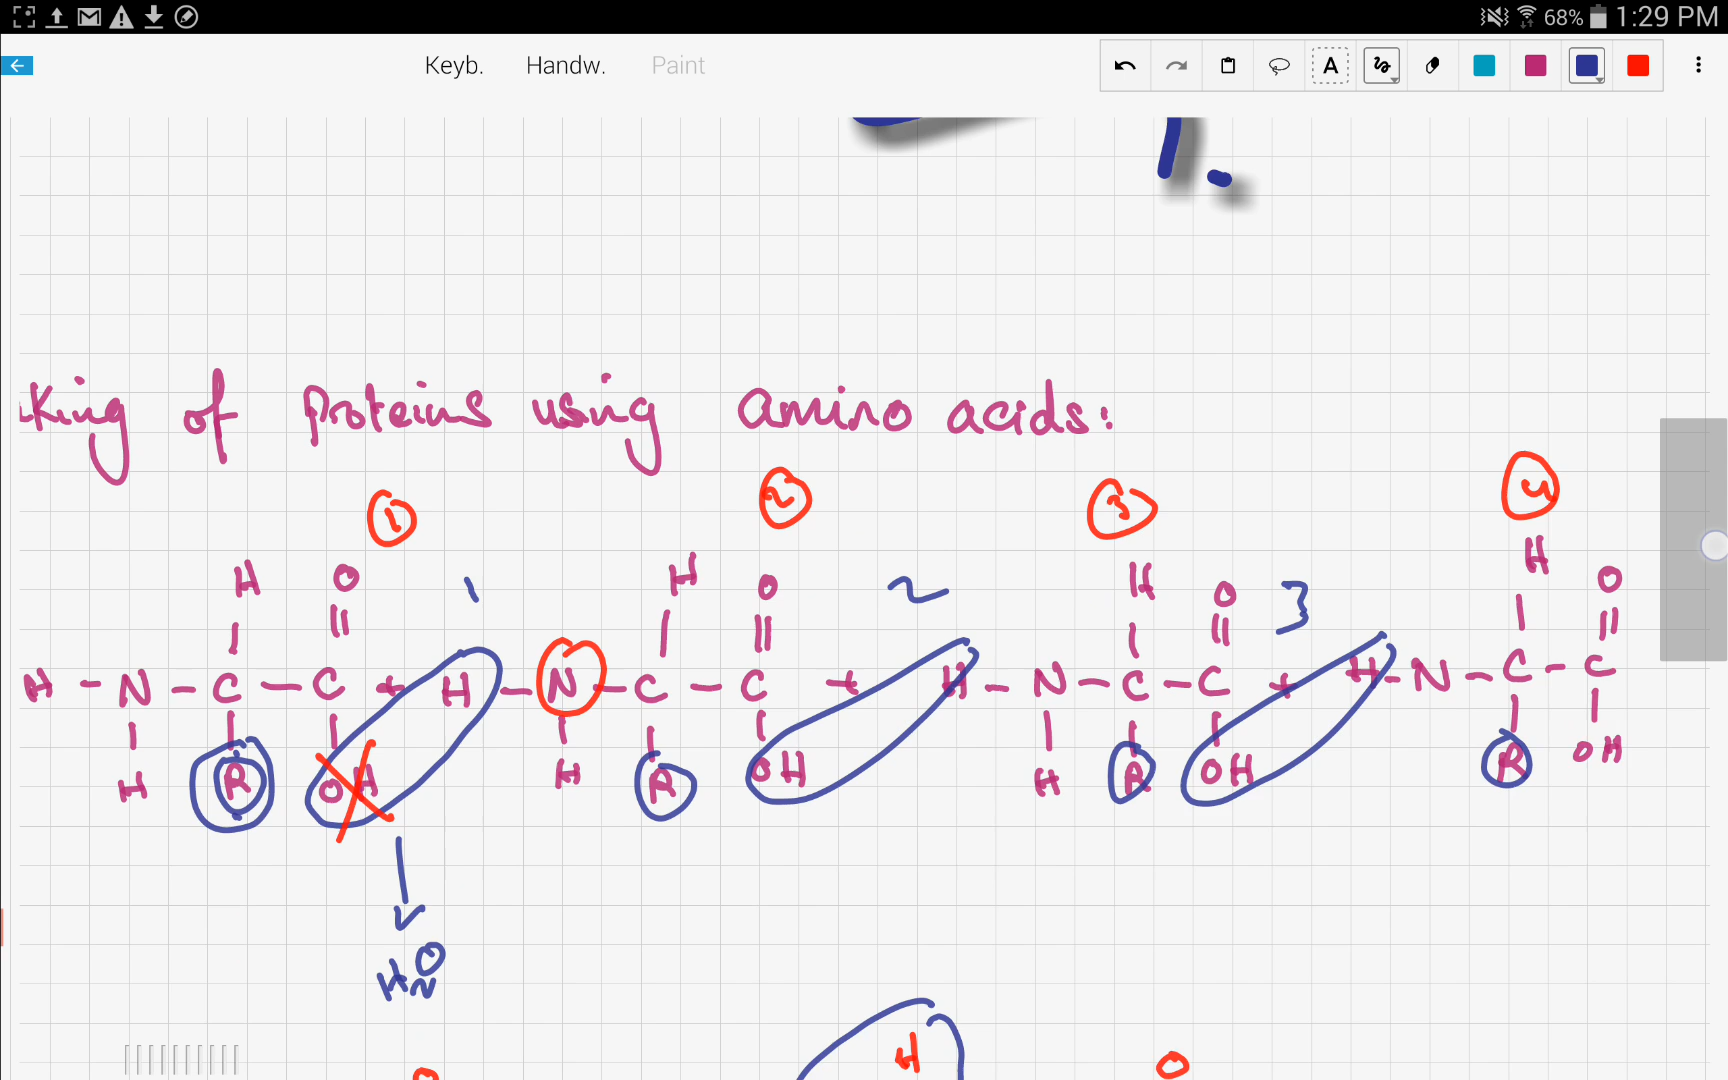 68% 1:29 PM
Keyb. Handw. Paint A
king of proteins using amino acids:
1 2 3 4
H O 1 H O 2 H O 3 H O
H - N - C - C + H - N - C - C + H - N - C - C + H - N - C - C
H R OH H R OH H R OH R OH
H2O
H O